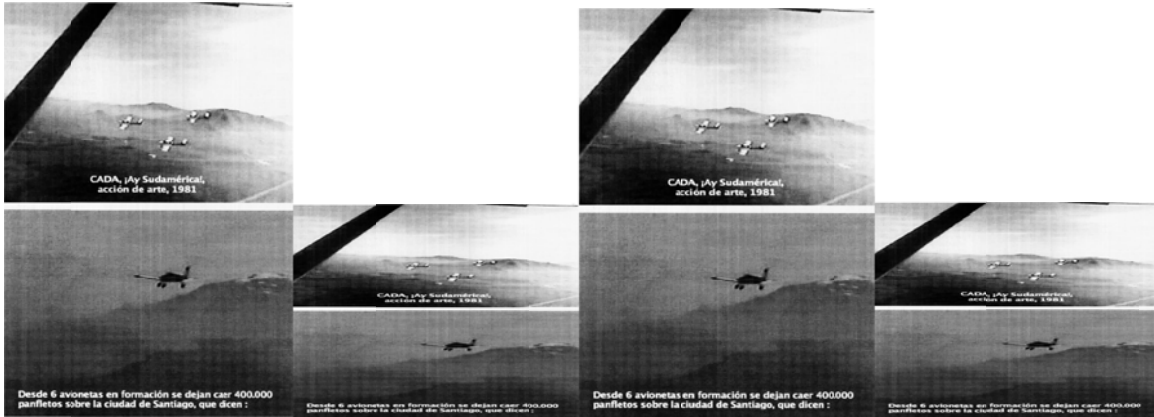 CADA, ¡Ay Sudamérica!,
acción de arte, 1981
Desde 6 avionetas en formación se dejan caer 400.000
panfletos sobre la ciudad de Santiago, que dicen :
CADA, ¡Ay Sudamérica!,
acción de arte, 1981
Desde 6 avionetas en formación se dejan caer 400.000
panfletos sobre la ciudad de Santiago, que dicen :
CADA, ¡Ay Sudamérica!,
acción de arte, 1981
Desde 6 avionetas en formación se dejan caer 400.000
panfletos sobre la ciudad de Santiago, que dicen :
CADA, ¡Ay Sudamérica!,
acción de arte, 1981
Desde 6 avionetas en formación se dejan caer 400.000
panfletos sobre la ciudad de Santiago, que dicen :